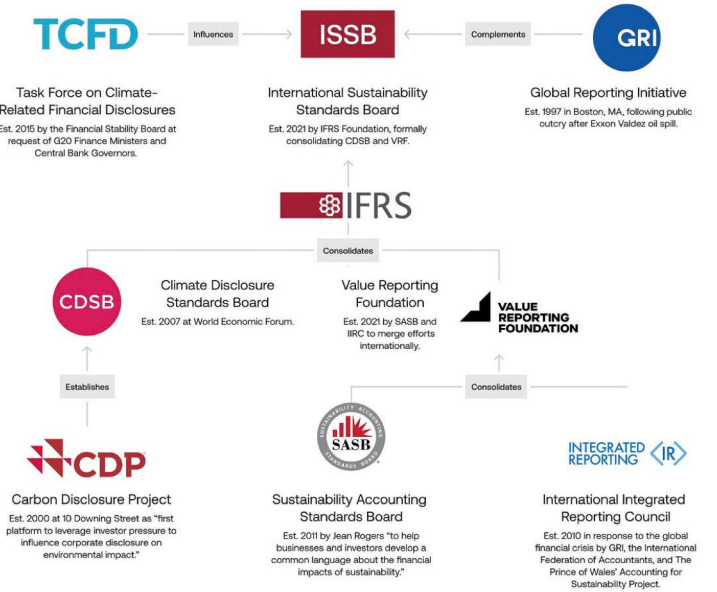 TCFD
Influences
ISSB
Complements
GRI
Task Force on Climate-
Related Financial Disclosures
Est. 2015 by the Financial Stability Board at
request of G20 Finance Ministers and
Central Bank Governors.
International Sustainability
Standards Board
Est. 2021 by IFRS Foundation, formally
consolidating CDSB and VRF.
Global Reporting Initiative
Est. 1997 in Boston, MA, following public
outcry after Exxon Valdez oil spill.
IFRS
Consolidates
CDSB
Climate Disclosure
Standards Board
Est. 2007 at World Economic Forum.
Value Reporting
Foundation
Est. 2021 by SASB and
IIRC to merge efforts
internationally.
VALUE
REPORTING
FOUNDATION
Establishes
Consolidates
CDP
Carbon Disclosure Project
Est. 2000 at 10 Downing Street as “first
platform to leverage investor pressure to
influence corporate disclosure on
environmental impact.”
SUSTAINABILITY ACCOUNTING
SASB
STANDARDS BOARD
Sustainability Accounting
Standards Board
Est. 2011 by Jean Rogers “to help
businesses and investors develop a
common language about the financial
impacts of sustainability.”
INTEGRATED
REPORTING
<IR>
International Integrated
Reporting Council
Est. 2010 in response to the global
financial crisis by GRI, the International
Federation of Accountants, and The
Prince of Wales’ Accounting for
Sustainability Project.